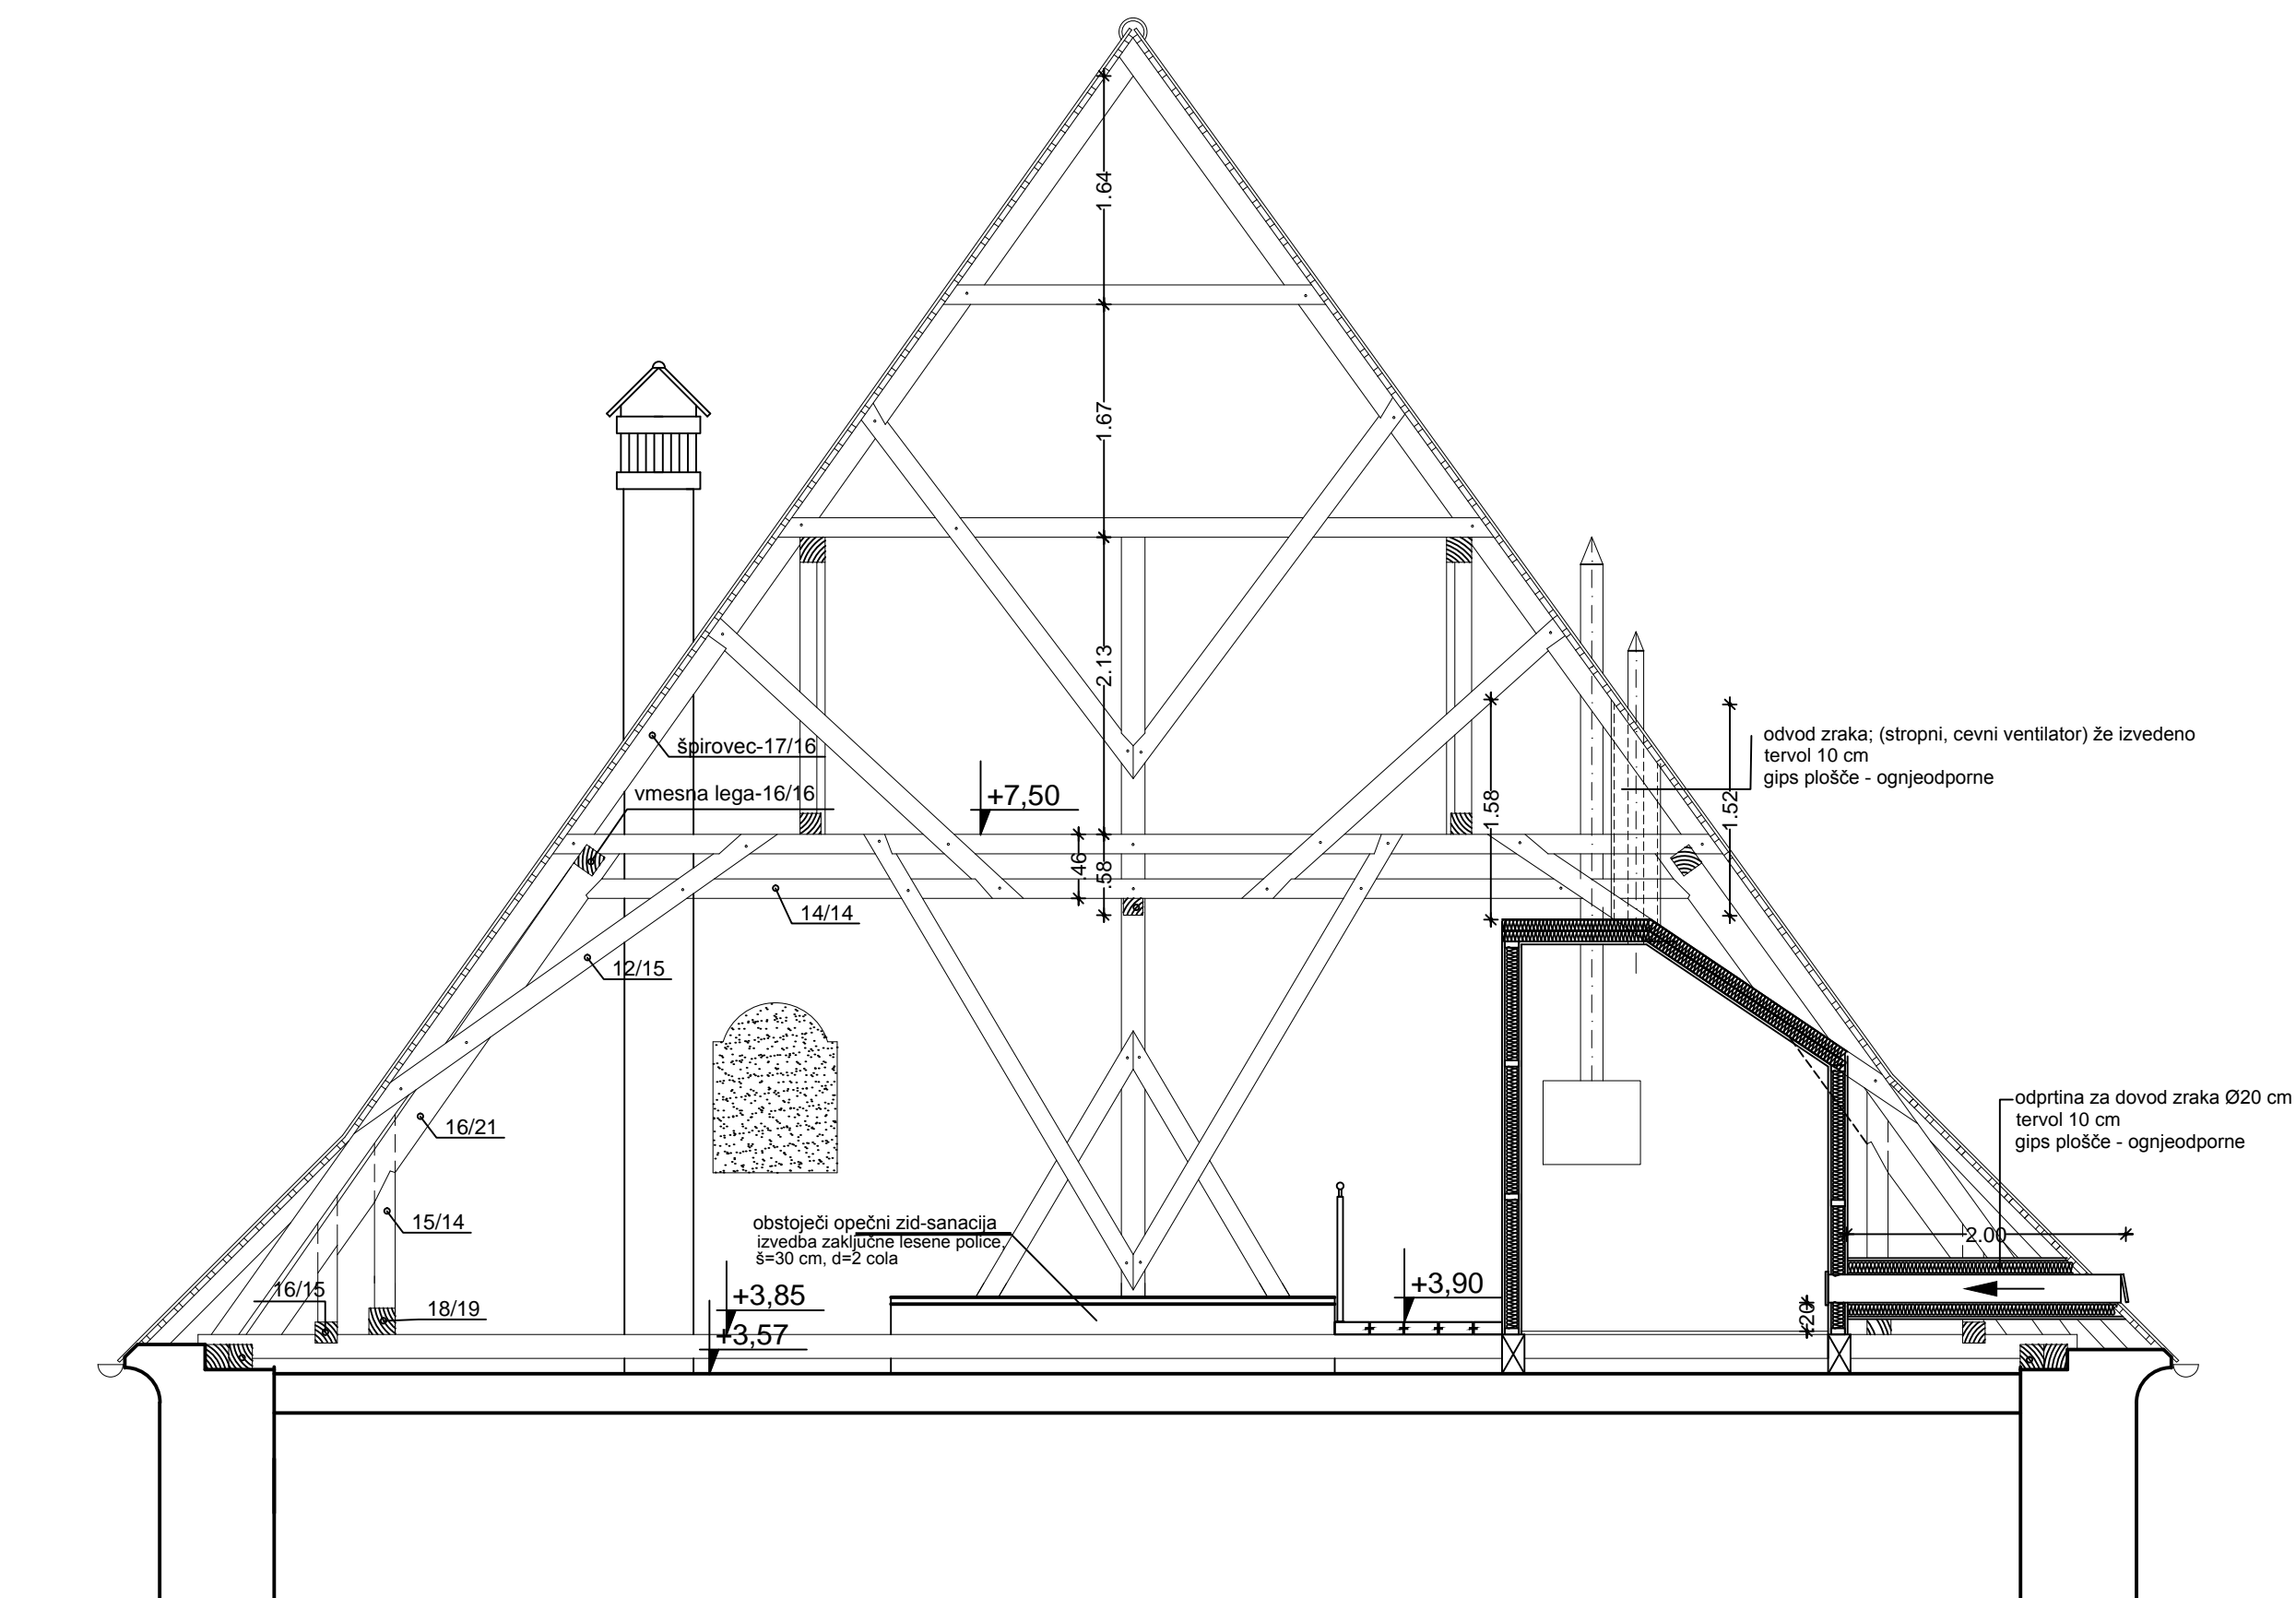 1.64
1.67
2.13
špirovec-17/16
odvod zraka; (stropni, cevni ventilator) že izvedeno
tervol 10 cm
gips plošče - ognjeodporne
vmesna lega-16/16
+7,50
1.58
1.52
.46
.58
14/14
12/15
16/21
odprtina za dovod zraka Ø20 cm
tervol 10 cm
gips plošče - ognjeodporne
15/14
obstoječi opečni zid-sanacija
izvedba zaključne lesene police,
š=30 cm, d=2 cola
2.00
16/15
18/19
+3,85
+3,90
+3,57
.20